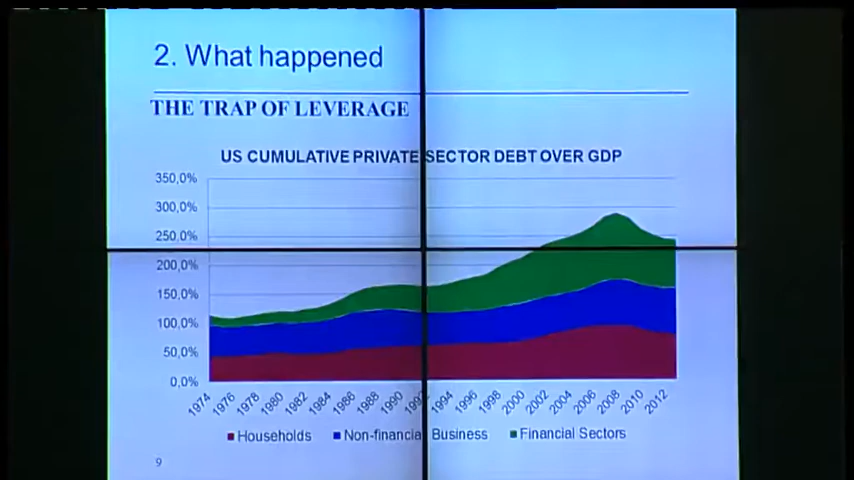 2. What happened
THE TRAP OF LEVERAGE
US CUMULATIVE PRIVATE SECTOR DEBT OVER GDP
350,0%
300,0%
250,0%
200,0%
150,0%
100,0%
50,0%
0,0%
1974 1976 1978 1980 1982 1984 1986 1988 1990 1992 1994 1996 1998 2000 2002 2004 2006 2008 2010 2012
Households Non-financial Business Financial Sectors
9